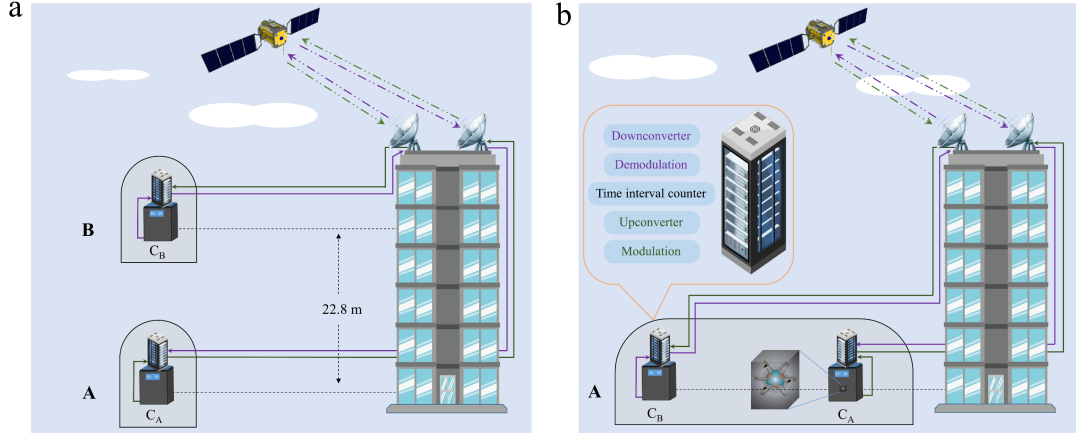 a
B
C_B
22.8 m
A
C_A
b
Downconverter
Demodulation
Time interval counter
Upconverter
Modulation
A
C_B
C_A